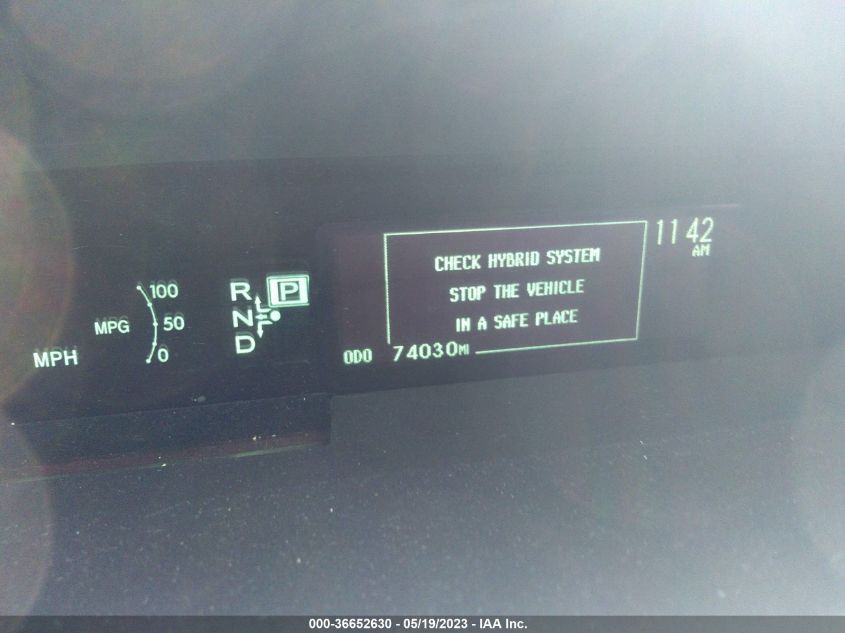 MPH
MPG
100
50
0
R
N
D
P
CHECK HYBRID SYSTEM
STOP THE VEHICLE
IN A SAFE PLACE
ODO 74030MI
11 42
AM
000-36652630 - 05/19/2023 - IAA Inc.